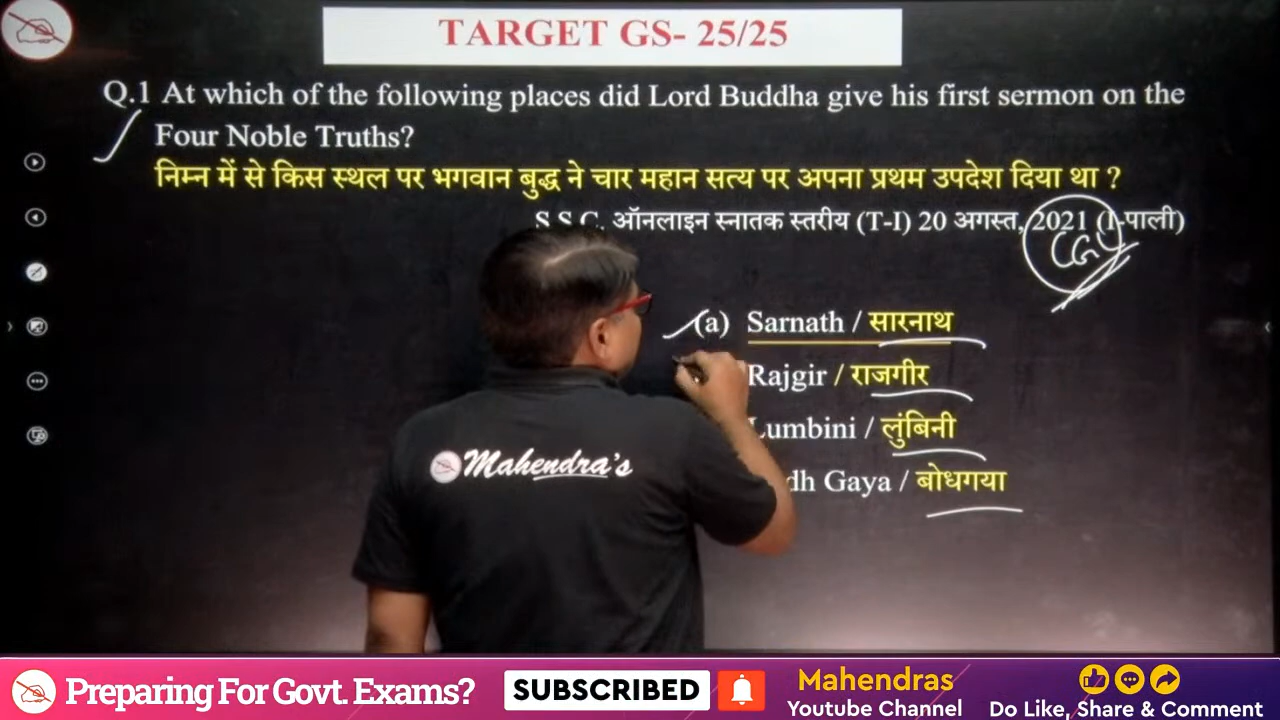 TARGET GS- 25/25
Q.1 At which of the following places did Lord Buddha give his first sermon on the
Four Noble Truths?
निम्न में से किस स्थल पर भगवान बुद्ध ने चार महान सत्य पर अपना प्रथम उपदेश दिया था ?
S.S.C. ऑनलाइन स्नातक स्तरीय (T-I) 20 अगस्त, 2021 (I-पाली)
CGL
(a) Sarnath / सारनाथ
Rajgir / राजगीर
Lumbini / लुंबिनी
dh Gaya / बोधगया
Mahendra's
Preparing For Govt. Exams?
SUBSCRIBED
Mahendras
Youtube Channel
Do Like, Share & Comment